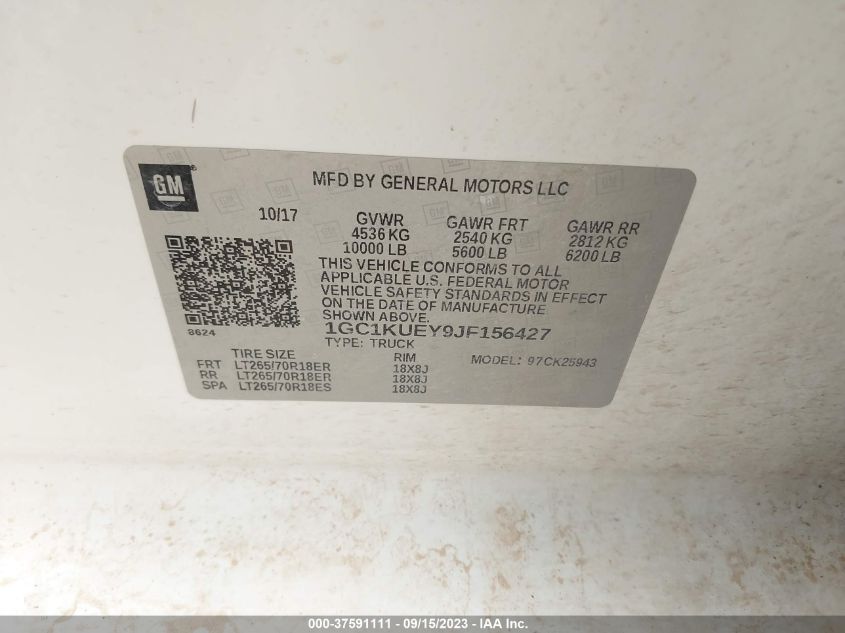 GM
MFD BY GENERAL MOTORS LLC
10/17 GVWR GAWR FRT GAWR RR
4536 KG 2540 KG 2812 KG
10000 LB 5600 LB 6200 LB
THIS VEHICLE CONFORMS TO ALL
APPLICABLE U.S. FEDERAL MOTOR
VEHICLE SAFETY STANDARDS IN EFFECT
ON THE DATE OF MANUFACTURE
SHOWN ABOVE.
8624
1GC1KUEY9JF156427
TYPE: TRUCK
TIRE SIZE RIM MODEL: 97CK25943
FRT LT265/70R18ER 18X8J
RR LT265/70R18ER 18X8J
SPA LT265/70R18ES 18X8J
000-37591111 - 09/15/2023 - IAA Inc.